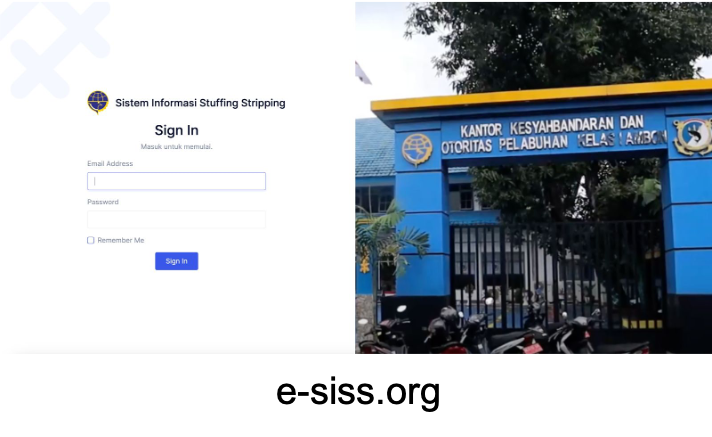 Sistem Informasi Stuffing Stripping
Sign In
Masuk untuk memulai.
Email Address
Password
Remember Me
Sign In
KANTOR KESYAHBANDARAN DAN
OTORITAS PELABUHAN KELAS I AMBON
e-siss.org